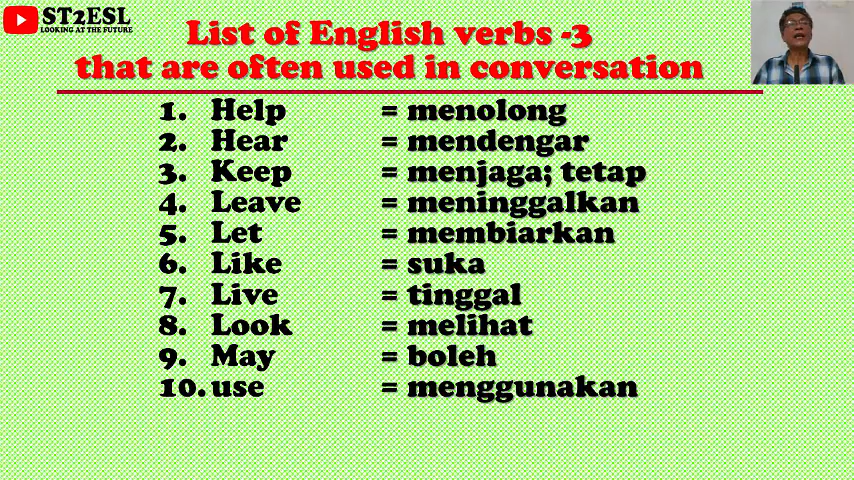 ST2ESL
LOOKING AT THE FUTURE
List of English verbs -3
that are often used in conversation
1. Help = menolong
2. Hear = mendengar
3. Keep = menjaga; tetap
4. Leave = meninggalkan
5. Let = membiarkan
6. Like = suka
7. Live = tinggal
8. Look = melihat
9. May = boleh
10. use = menggunakan